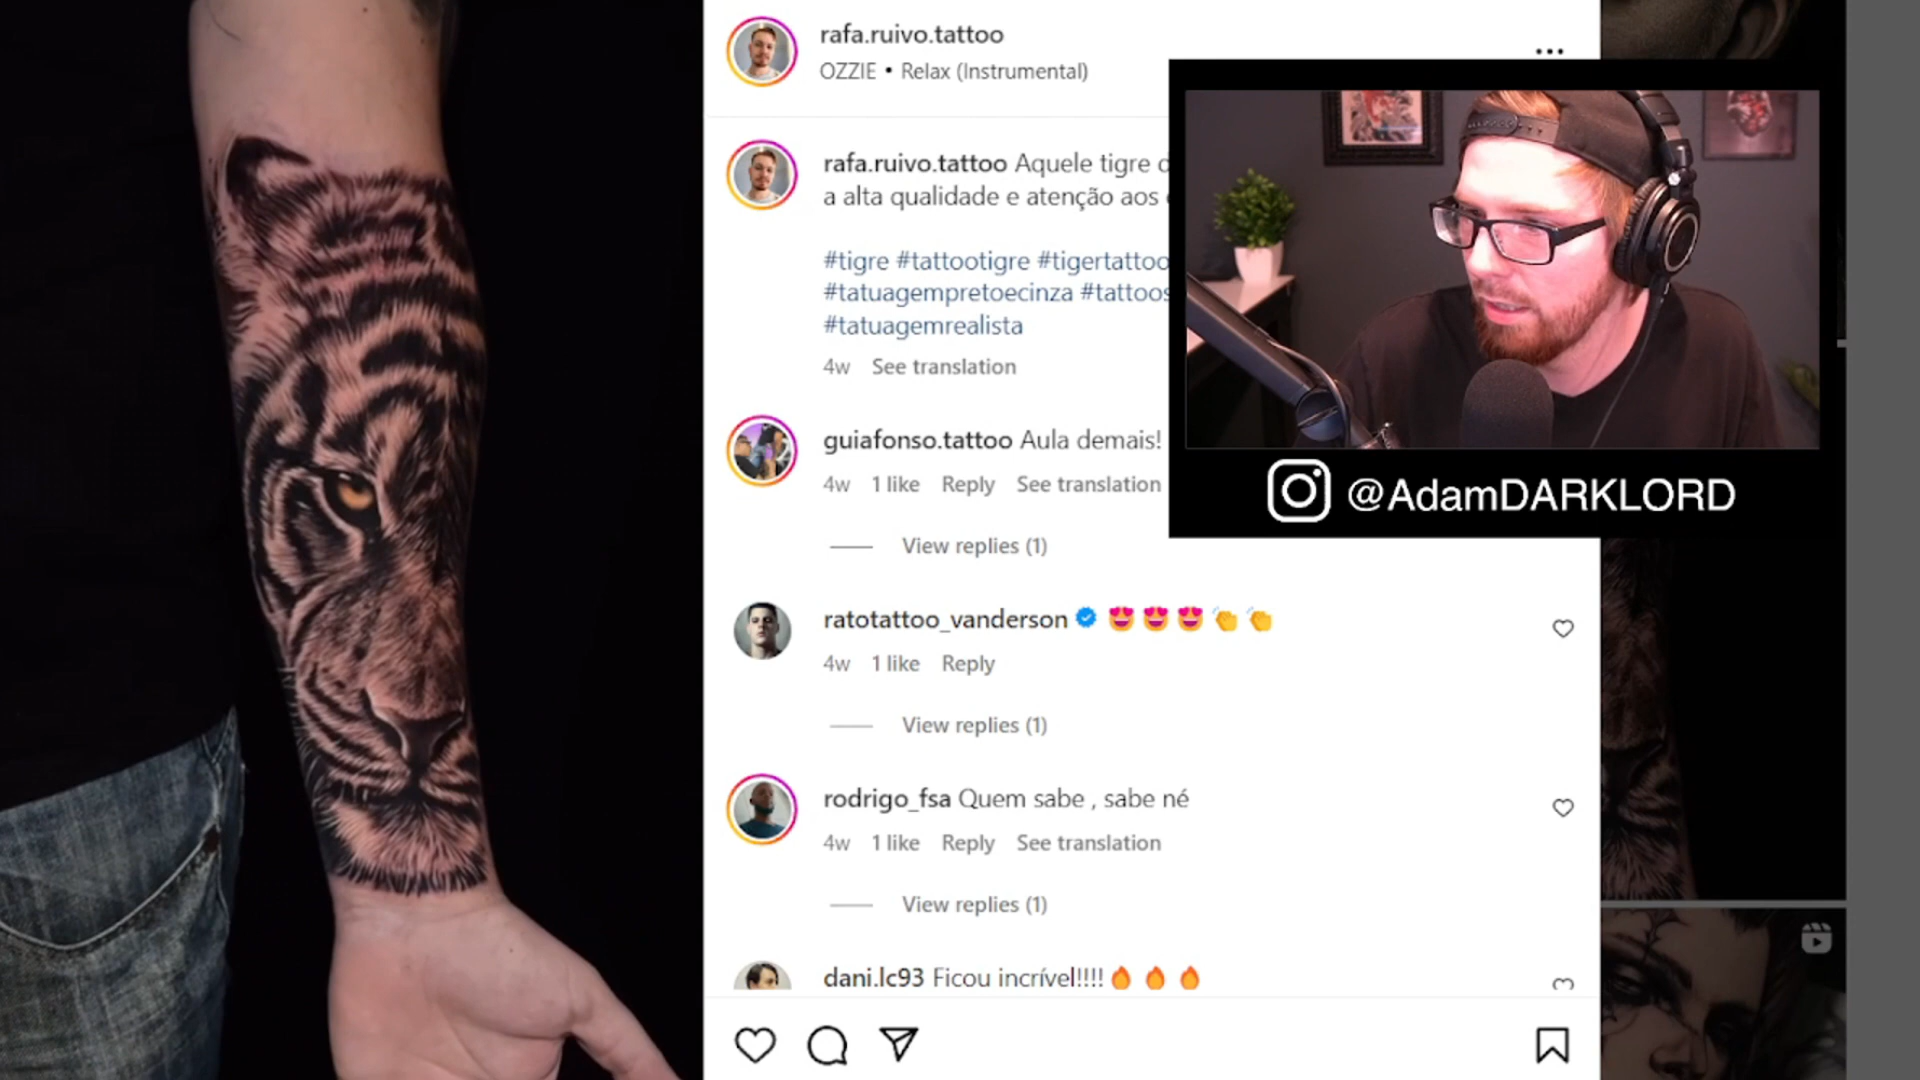 rafa.ruivo.tattoo
OZZIE • Relax (Instrumental)
rafa.ruivo.tattoo Aquele tigre
a alta qualidade e atenção aos
#tigre #tattootigre #tigertattoo
#tatuagempretoecinza #tattoos
#tatuagemrealista
4w See translation
guiafonso.tattoo Aula demais!
4w 1 like Reply See translation
View replies (1)
@AdamDARKLORD
ratotattoo_vanderson 😍😍😍👏👏
4w 1 like Reply
View replies (1)
rodrigo_fsa Quem sabe , sabe né
4w 1 like Reply See translation
View replies (1)
dani.lc93 Ficou incrível!!!!🔥🔥🔥